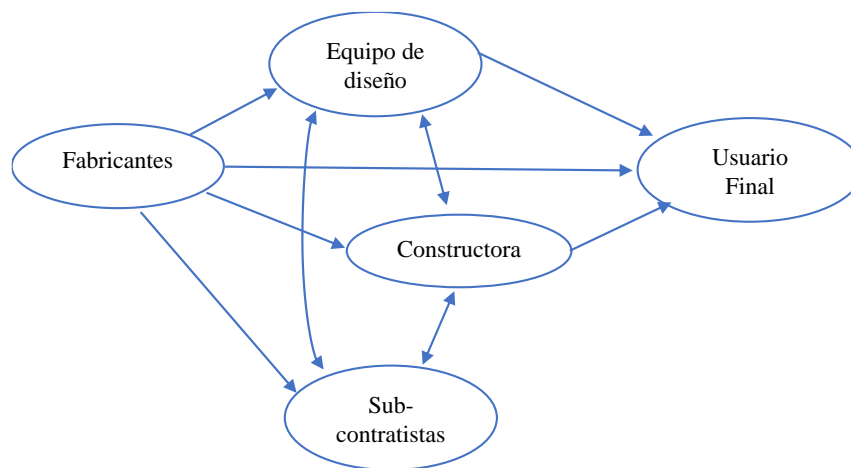 Equipo de
diseño
Fabricantes
Usuario
Final
Constructora
Sub-
contratistas